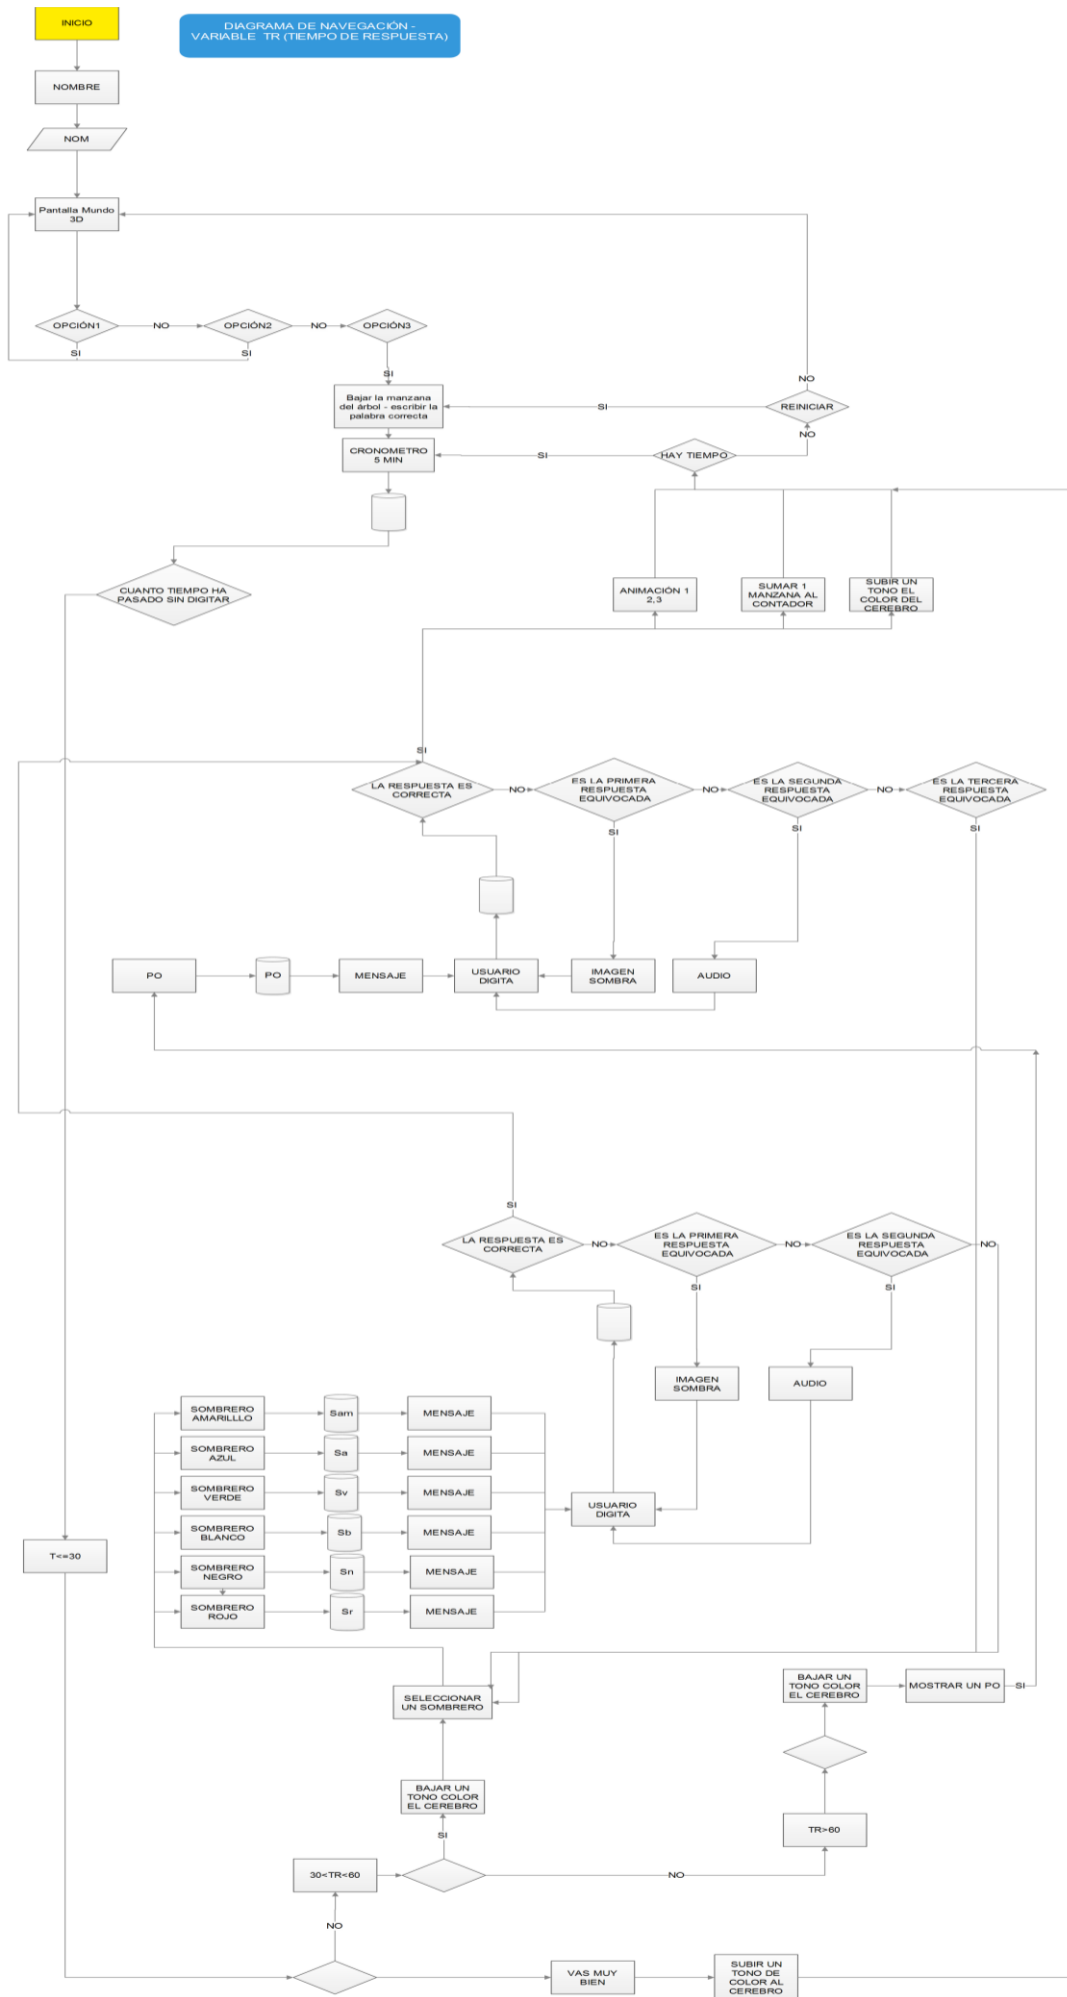 INICIO
DIAGRAMA DE NAVEGACIÓN -
VARIABLE TR (TIEMPO DE RESPUESTA)
NOMBRE
NOM
Pantalla Mundo
3D
OPCIÓN1
NO
OPCIÓN2
NO
OPCIÓN3
SI
SI
SI
NO
Bajar la manzana
del árbol - escribir la
palabra correcta
SI
REINICIAR
NO
CRONOMETRO
5 MIN
SI
HAY TIEMPO
CUANTO TIEMPO HA
PASADO SIN DIGITAR
ANIMACIÓN 1
2,3
SUMAR 1
MANZANA AL
CONTADOR
SUBIR UN
TONO EL
COLOR DEL
CEREBRO
SI
LA RESPUESTA ES
CORRECTA
NO
ES LA PRIMERA
RESPUESTA
EQUIVOCADA
NO
ES LA SEGUNDA
RESPUESTA
EQUIVOCADA
NO
ES LA TERCERA
RESPUESTA
EQUIVOCADA
SI
SI
SI
PO
PO
MENSAJE
USUARIO
DIGITA
IMAGEN
SOMBRA
AUDIO
SI
LA RESPUESTA ES
CORRECTA
NO
ES LA PRIMERA
RESPUESTA
EQUIVOCADA
NO
ES LA SEGUNDA
RESPUESTA
EQUIVOCADA
NO
SI
SI
IMAGEN
SOMBRA
AUDIO
SOMBRERO
AMARILLLO
Sam
MENSAJE
SOMBRERO
AZUL
Sa
MENSAJE
SOMBRERO
VERDE
Sv
MENSAJE
USUARIO
DIGITA
SOMBRERO
BLANCO
Sb
MENSAJE
T<=30
SOMBRERO
NEGRO
Sn
MENSAJE
SOMBRERO
ROJO
Sr
MENSAJE
SELECCIONAR
UN SOMBRERO
BAJAR UN
TONO COLOR
EL CEREBRO
MOSTRAR UN PO
SI
BAJAR UN
TONO COLOR
EL CEREBRO
SI
TR>60
30<TR<60
NO
NO
VAS MUY
BIEN
SUBIR UN
TONO DE
COLOR AL
CEREBRO